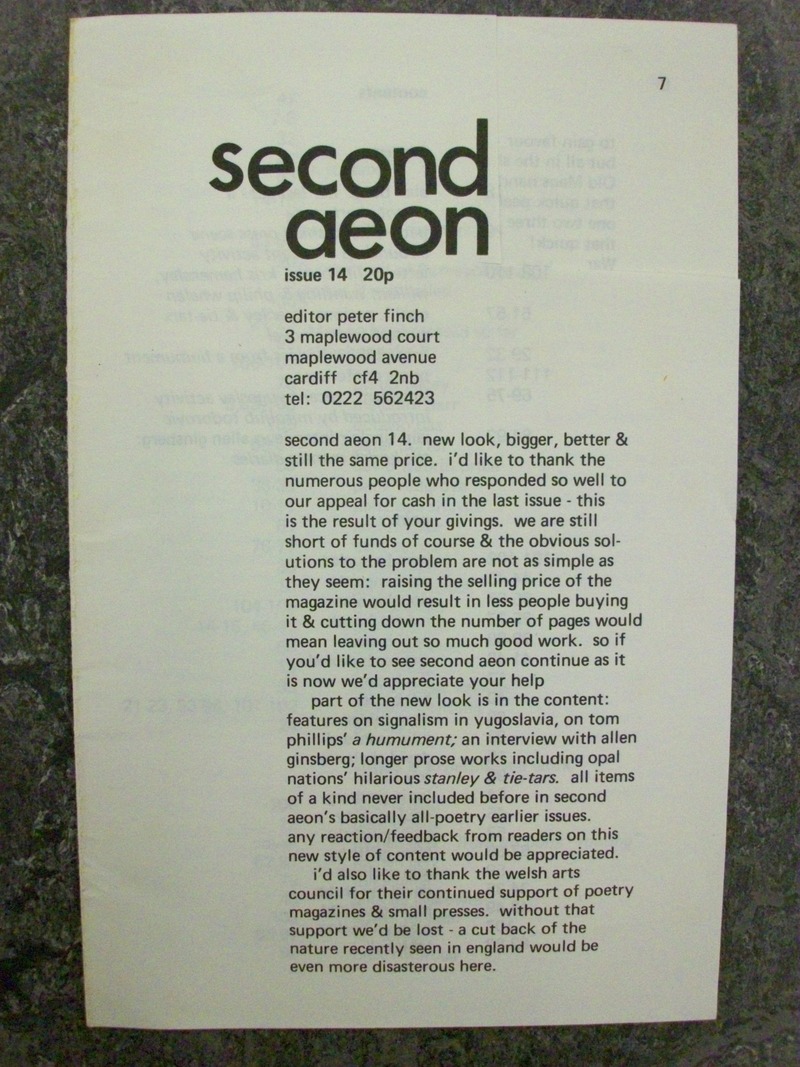 7
second
aeon
issue 14 20p
editor peter finch
3 maplewood court
maplewood avenue
cardiff cf4 2nb
tel: 0222 562423
second aeon 14. new look, bigger, better &
still the same price. i'd like to thank the
numerous people who responded so well to
our appeal for cash in the last issue - this
is the result of your givings. we are still
short of funds of course & the obvious sol-
utions to the problem are not as simple as
they seem: raising the selling price of the
magazine would result in less people buying
it & cutting down the number of pages would
mean leaving out so much good work. so if
you'd like to see second aeon continue as it
is now we'd appreciate your help
part of the new look is in the content:
features on signalism in yugoslavia, on tom
phillips' a humument; an interview with allen
ginsberg; longer prose works including opal
nations' hilarious stanley & tie-tars. all items
of a kind never included before in second
aeon's basically all-poetry earlier issues.
any reaction/feedback from readers on this
new style of content would be appreciated.
i'd also like to thank the welsh arts
council for their continued support of poetry
magazines & small presses. without that
support we'd be lost - a cut back of the
nature recently seen in england would be
even more disasterous here.